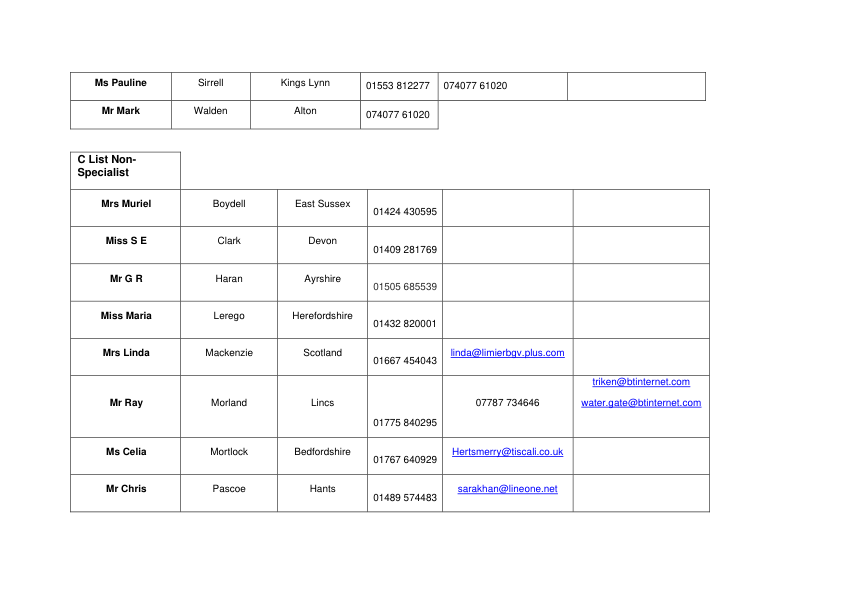 Ms Pauline Sirrell Kings Lynn 01553 812277 074077 61020
Mr Mark Walden Alton 074077 61020
C List Non-
Specialist
Mrs Muriel Boydell East Sussex 01424 430595
Miss S E Clark Devon 01409 281769
Mr G R Haran Ayrshire 01505 685539
Miss Maria Lerego Herefordshire 01432 820001
Mrs Linda Mackenzie Scotland 01667 454043 linda@limierbgv.plus.com
Mr Ray Morland Lincs 01775 840295 07787 734646 triken@btinternet.com
water.gate@btinternet.com
Ms Celia Mortlock Bedfordshire 01767 640929 Hertsmerry@tiscali.co.uk
Mr Chris Pascoe Hants 01489 574483 sarakhan@lineone.net